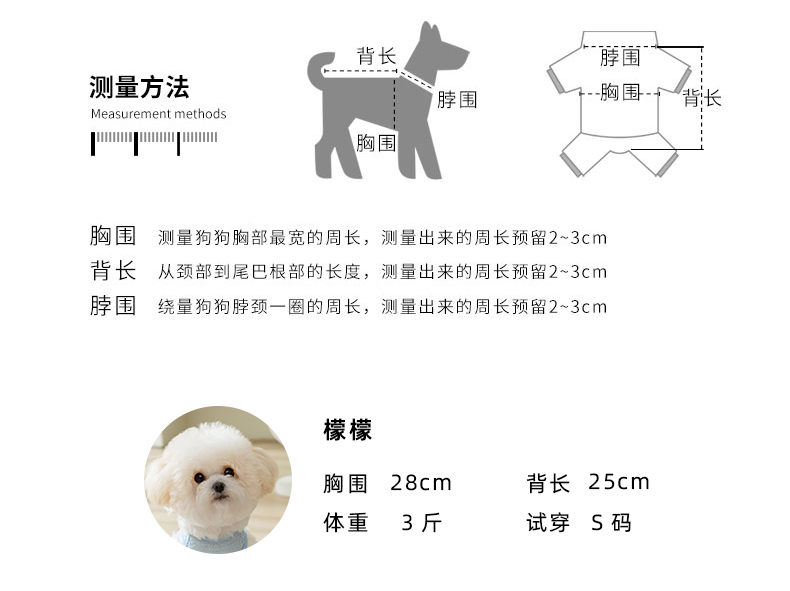 测量方法
Measurement methods
背长
脖围
胸围
脖围
胸围
背长
胸围 测量狗狗胸部最宽的周长，测量出来的周长预留2~3cm
背长 从颈部到尾巴根部的长度，测量出来的周长预留2~3cm
脖围 绕量狗狗脖颈一圈的周长，测量出来的周长预留2~3cm
檬檬
胸围 28cm 背长 25cm
体重 3 斤 试穿 S 码